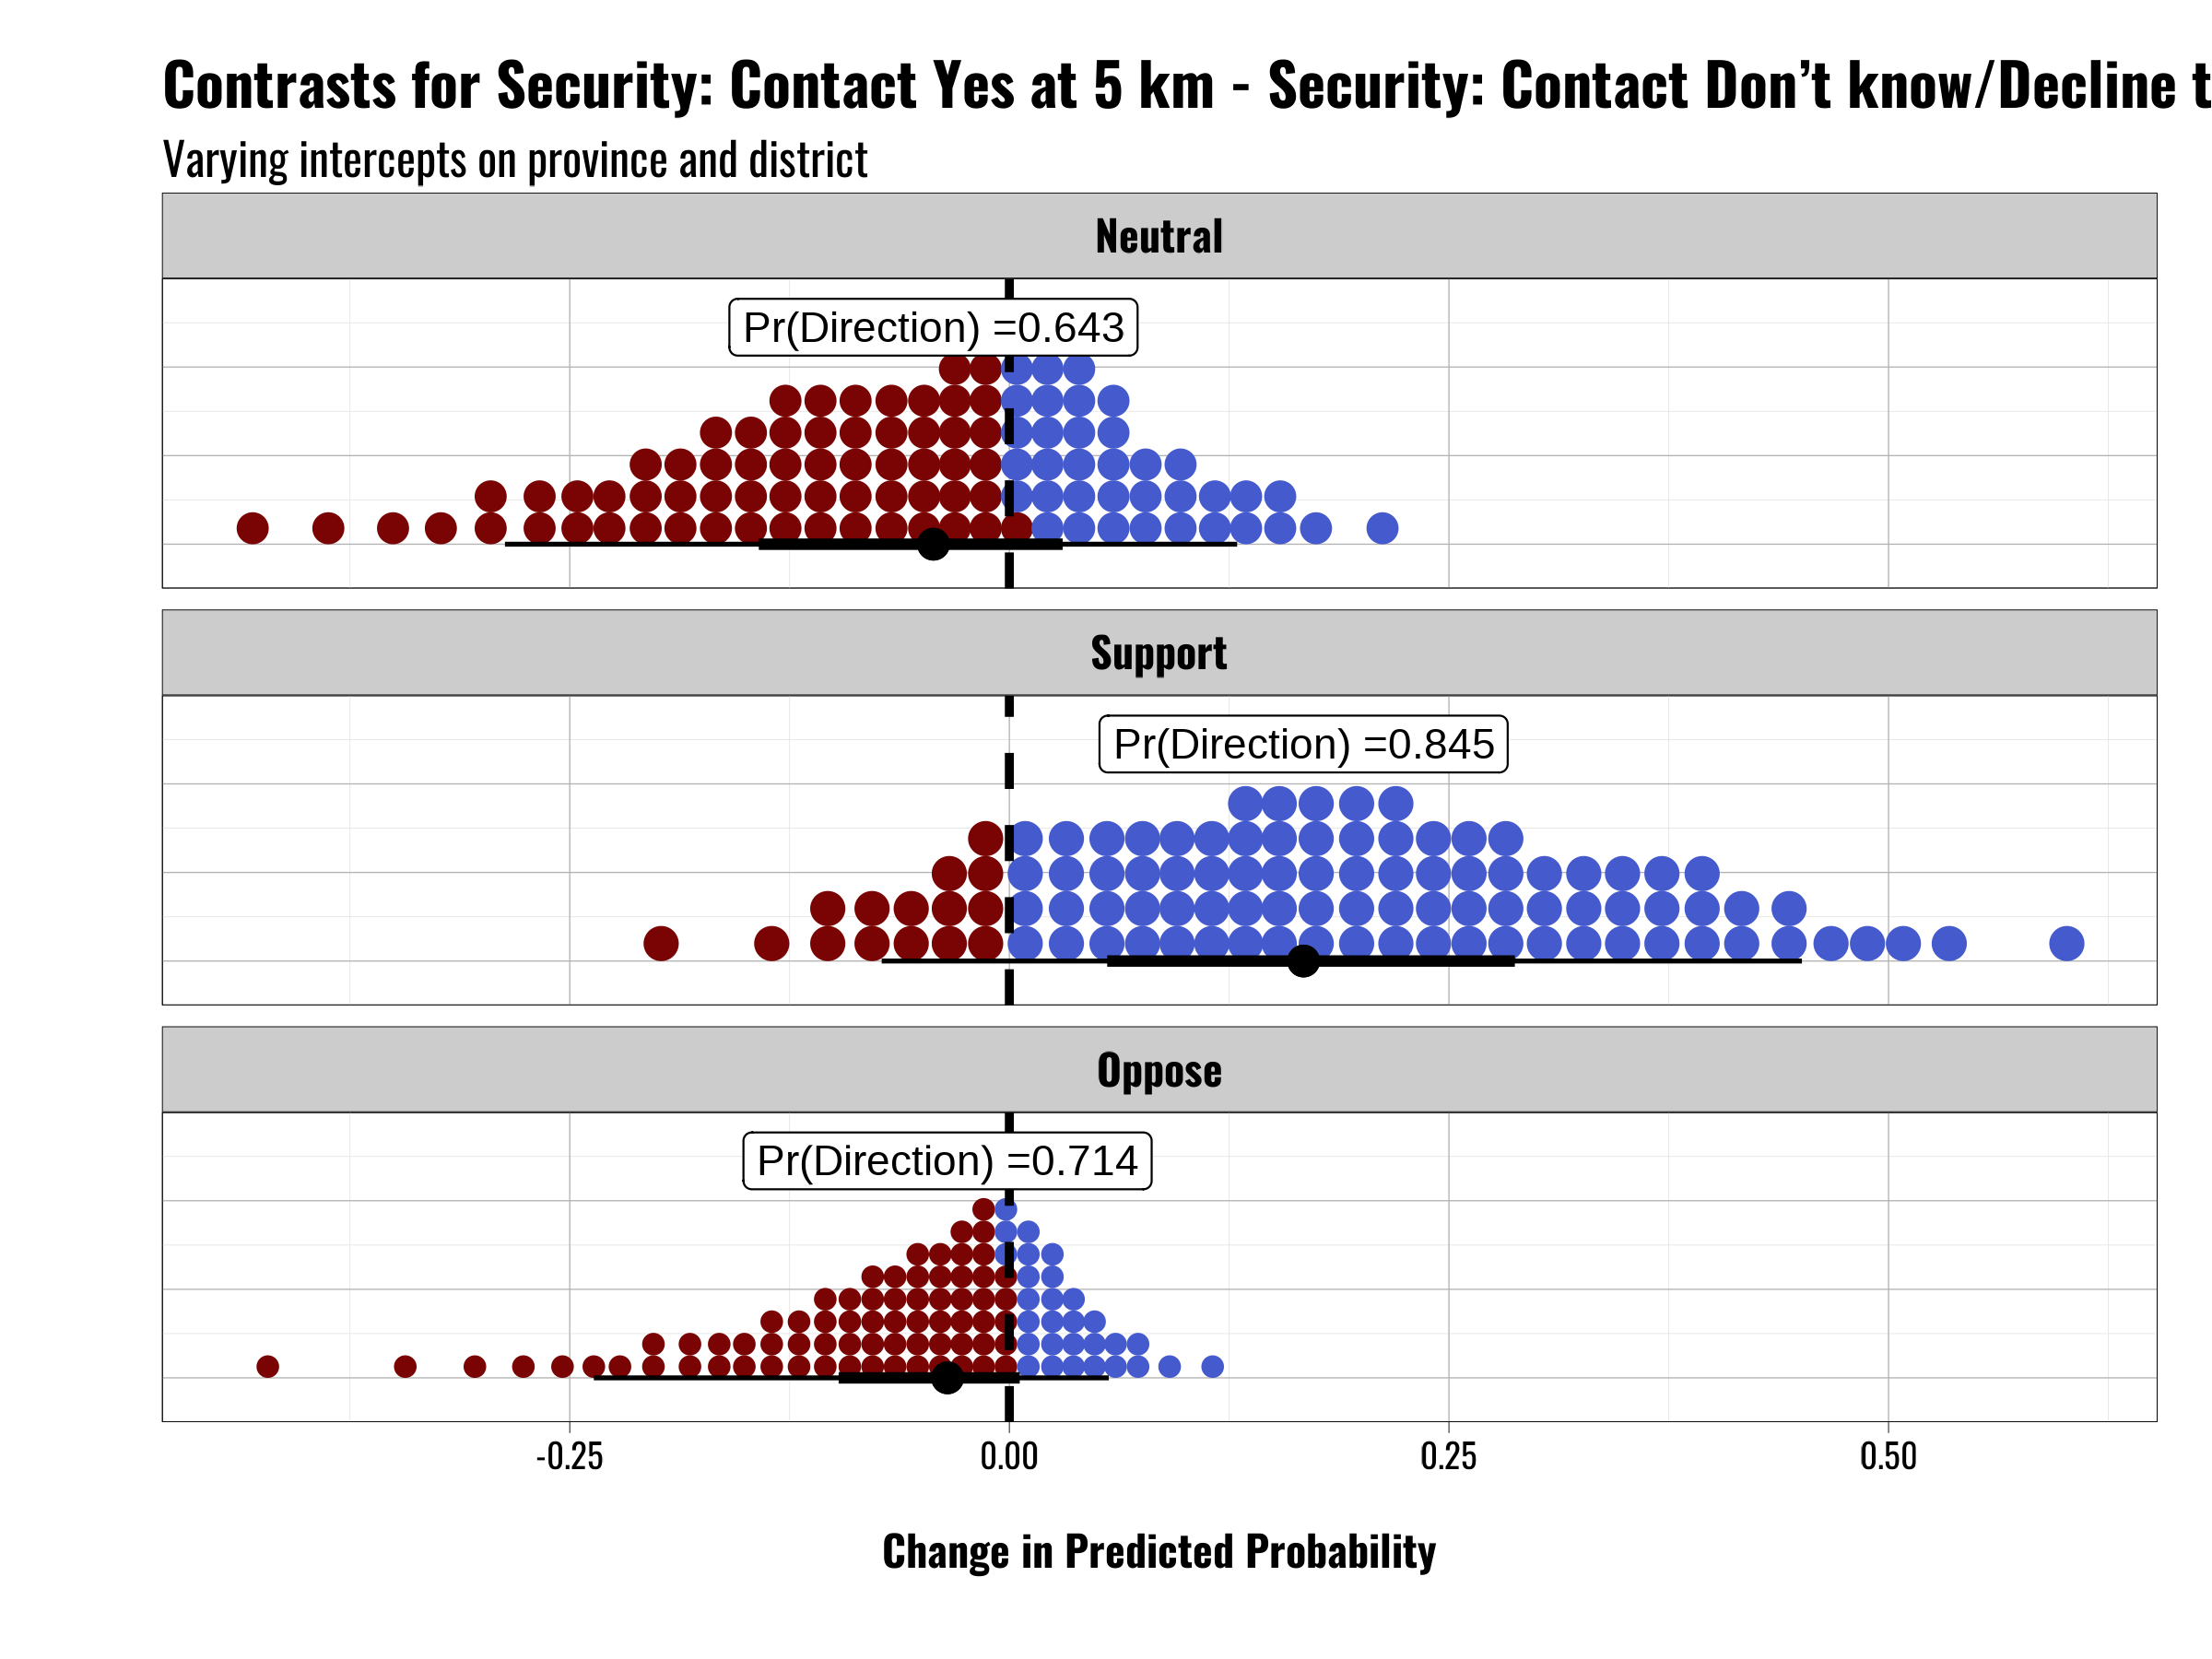 Contrasts for Security: Contact Yes at 5 km - Security: Contact Don’t know/Decline t
Varying intercepts on province and district
Neutral
Pr(Direction) =0.643
Support
Pr(Direction) =0.845
Oppose
Pr(Direction) =0.714
-0.25 0.00 0.25 0.50
Change in Predicted Probability